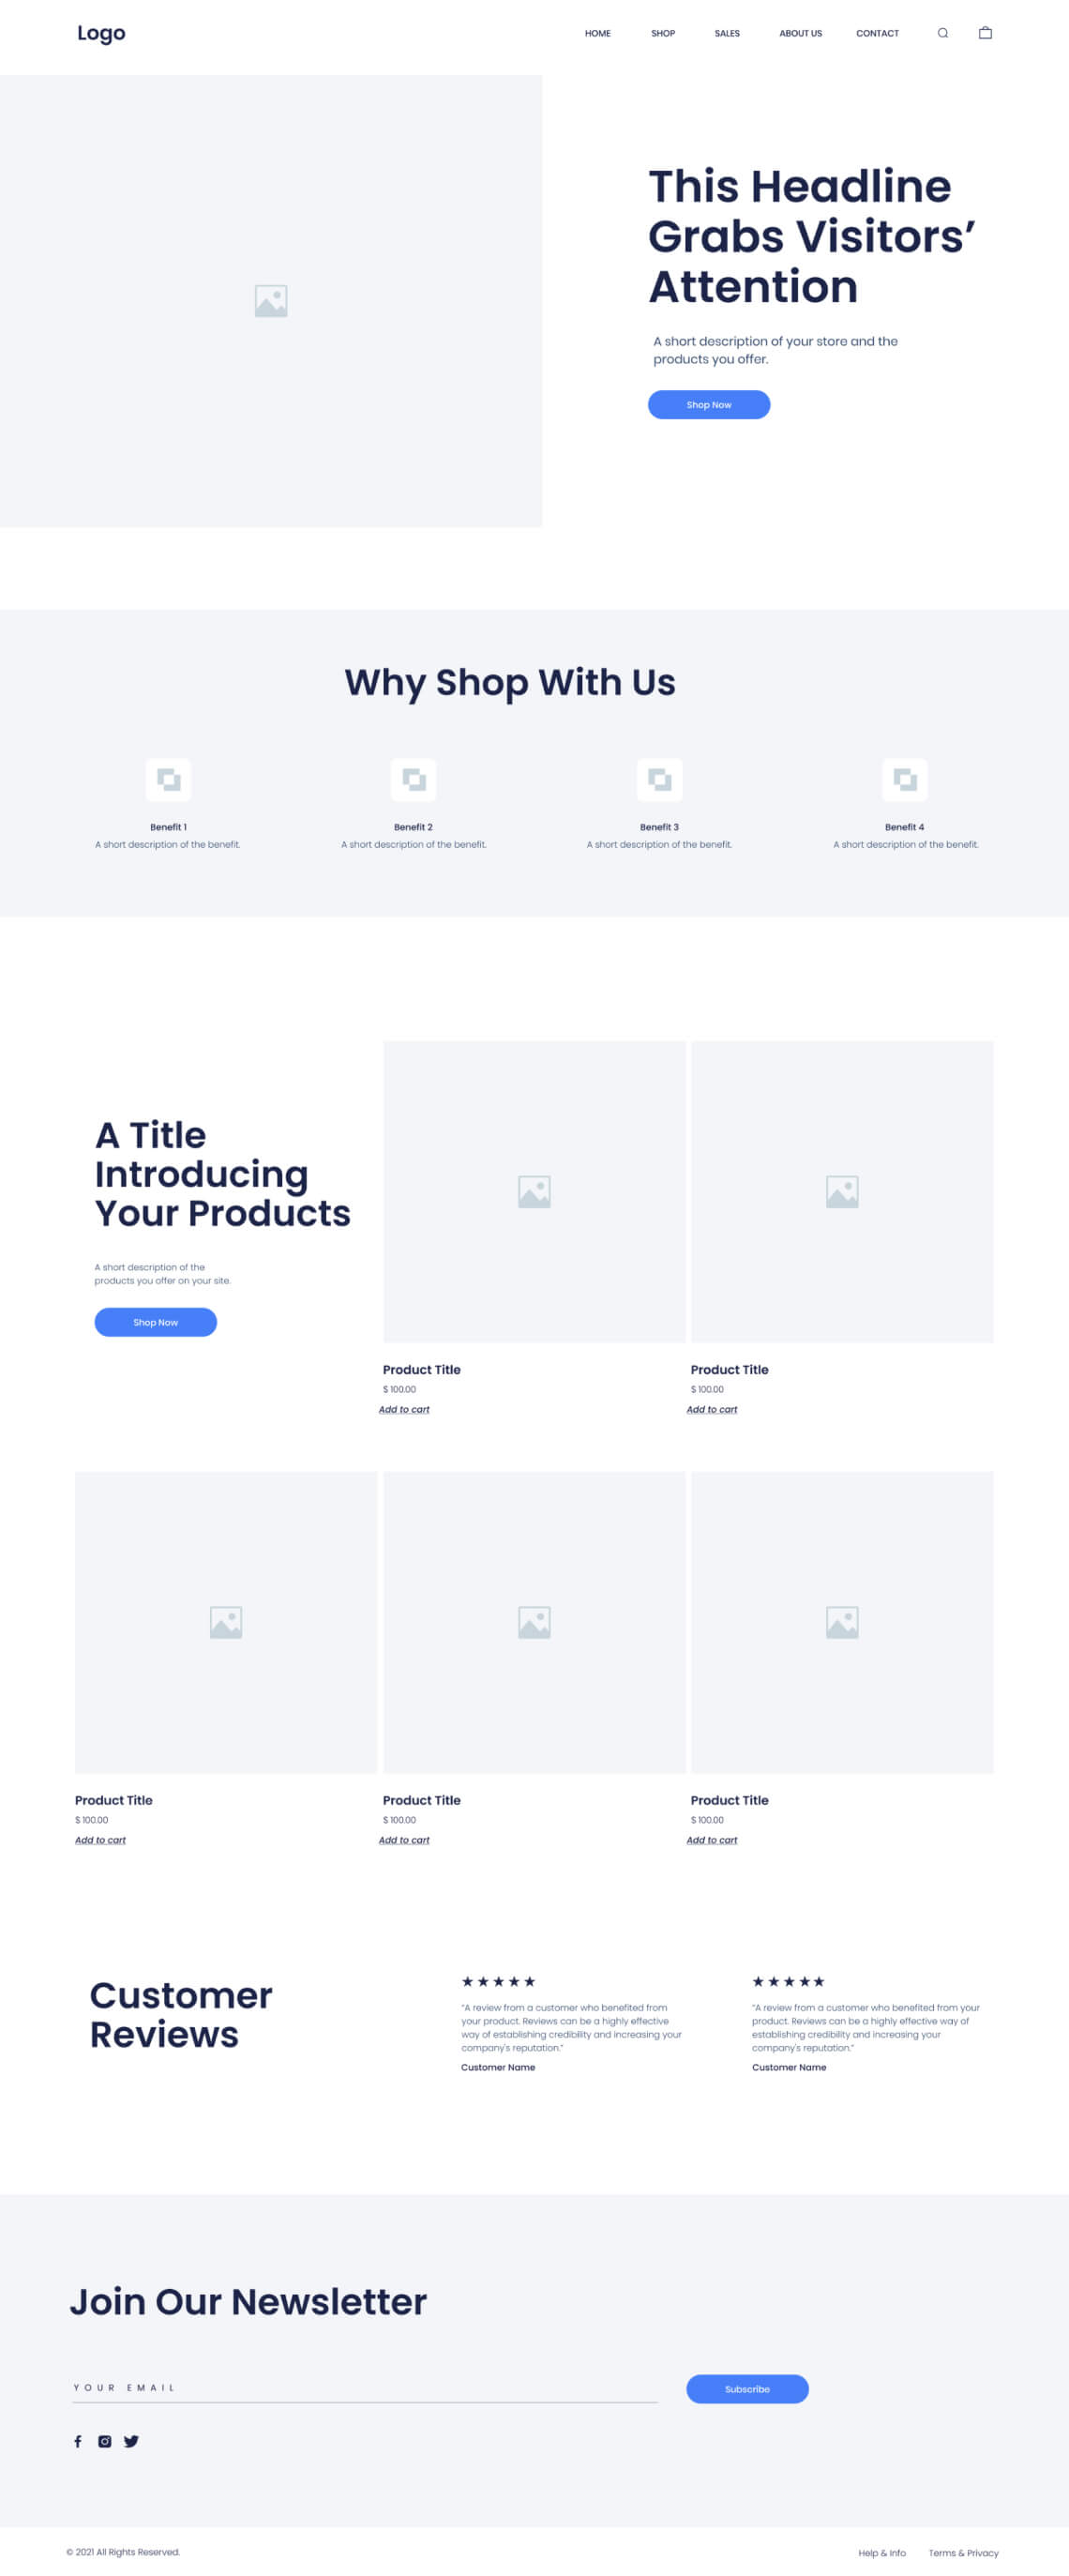 Logo
HOME SHOP SALES ABOUT US CONTACT
This Headline
Grabs Visitors’
Attention
A short description of your store and the
products you offer.
Shop Now
Why Shop With Us
Benefit 1
A short description of the benefit.
Benefit 2
A short description of the benefit.
Benefit 3
A short description of the benefit.
Benefit 4
A short description of the benefit.
A Title
Introducing
Your Products
A short description of the
products you offer on your site.
Shop Now
Product Title
$ 100.00
Add to cart
Product Title
$ 100.00
Add to cart
Product Title
$ 100.00
Add to cart
Product Title
$ 100.00
Add to cart
Product Title
$ 100.00
Add to cart
Customer
Reviews
“A review from a customer who benefited from
your product. Reviews can be a highly effective
way of establishing credibility and increasing your
company's reputation.”
Customer Name
“A review from a customer who benefited from your
product. Reviews can be a highly effective way of
establishing credibility and increasing your
company's reputation.”
Customer Name
Join Our Newsletter
YOUR EMAIL
Subscribe
© 2021 All Rights Reserved.
Help & Info Terms & Privacy